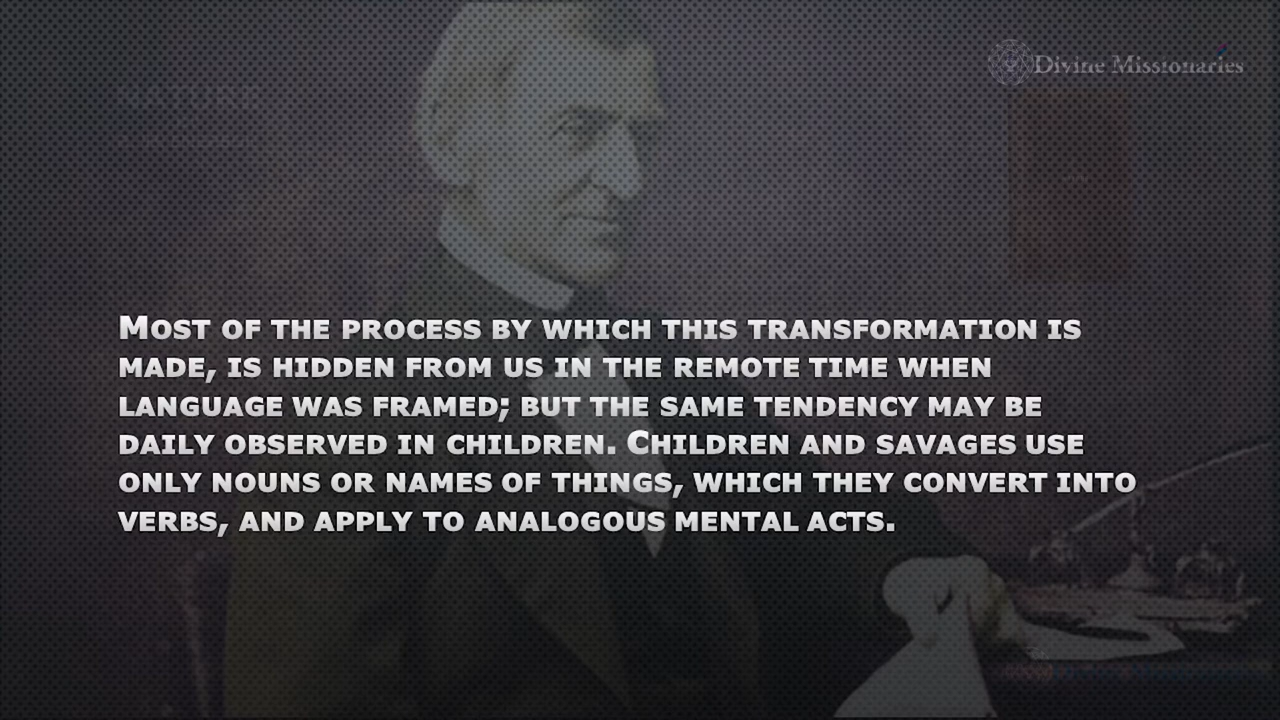 Divine Missionaries
NATURE
MOST OF THE PROCESS BY WHICH THIS TRANSFORMATION IS
MADE, IS HIDDEN FROM US IN THE REMOTE TIME WHEN
LANGUAGE WAS FRAMED; BUT THE SAME TENDENCY MAY BE
DAILY OBSERVED IN CHILDREN. CHILDREN AND SAVAGES USE
ONLY NOUNS OR NAMES OF THINGS, WHICH THEY CONVERT INTO
VERBS, AND APPLY TO ANALOGOUS MENTAL ACTS.